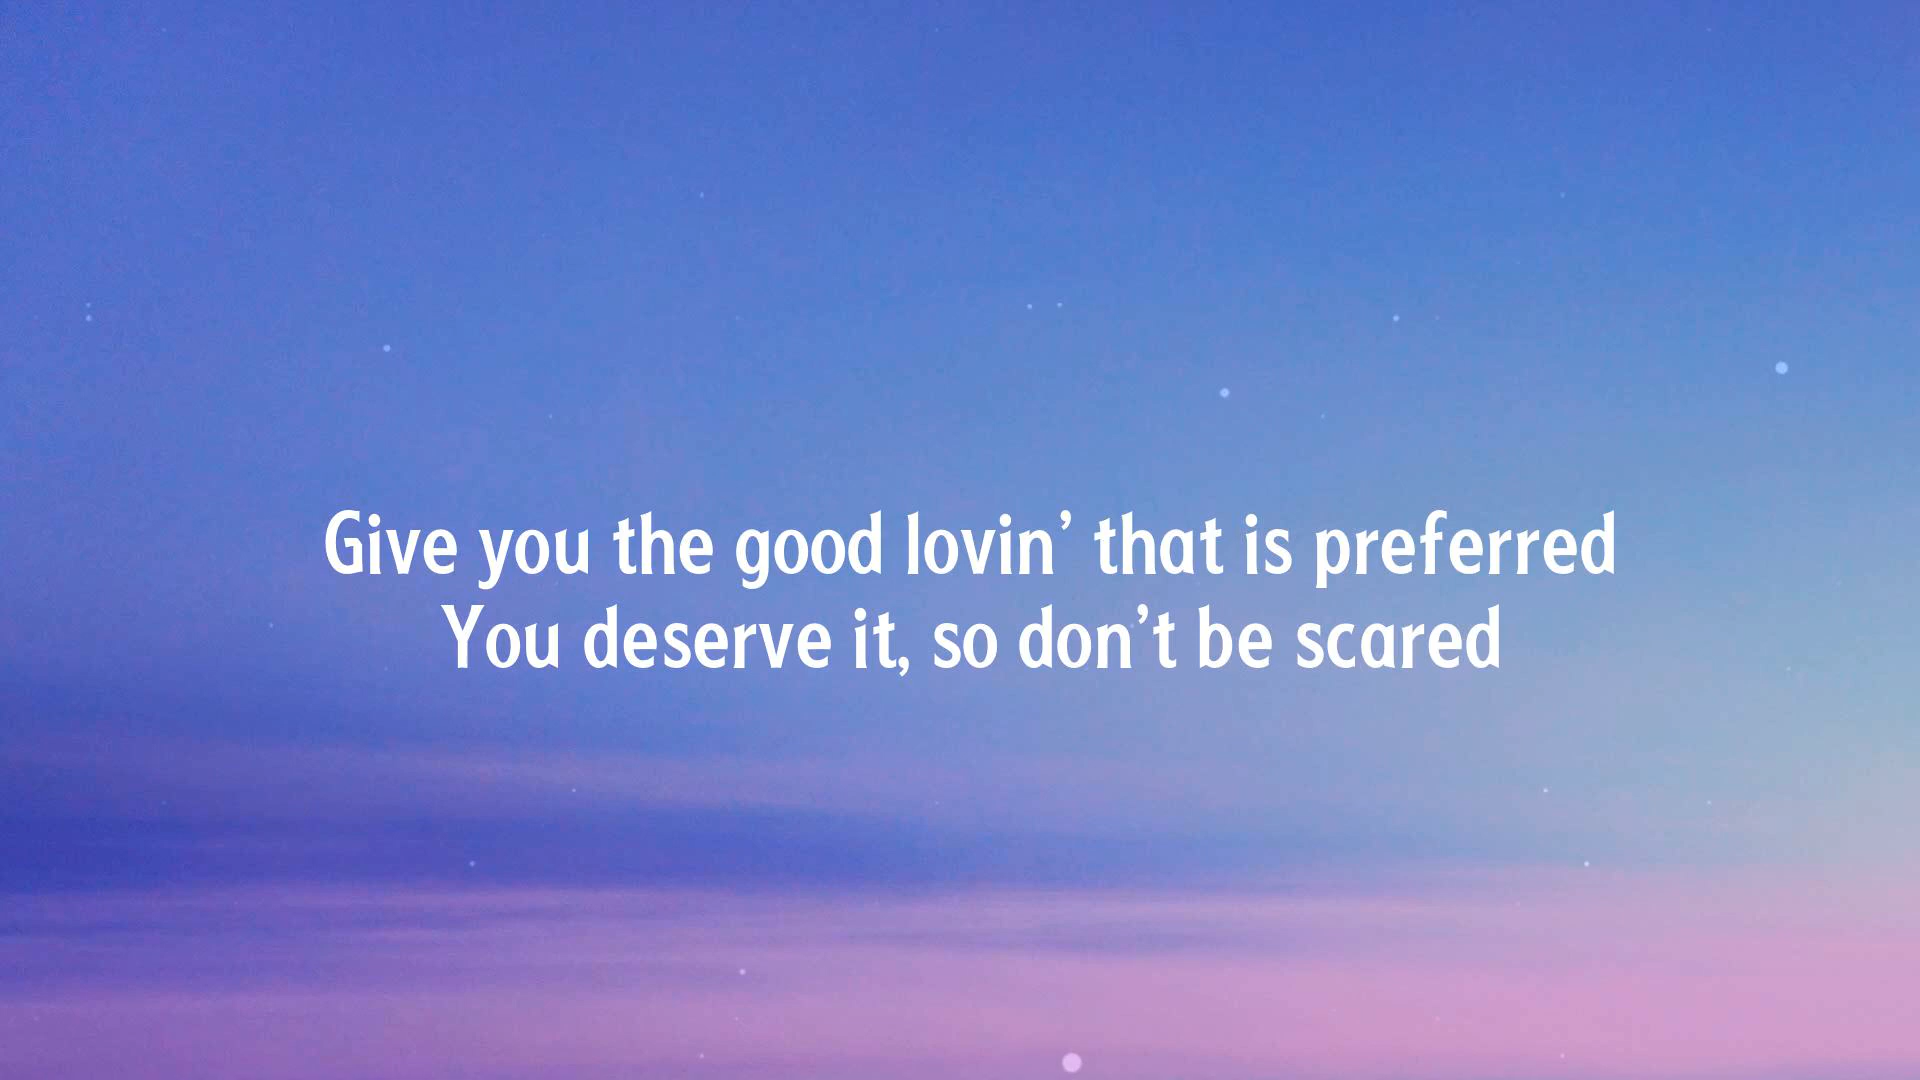 Give you the good lovin’ that is preferred
You deserve it, so don’t be scared